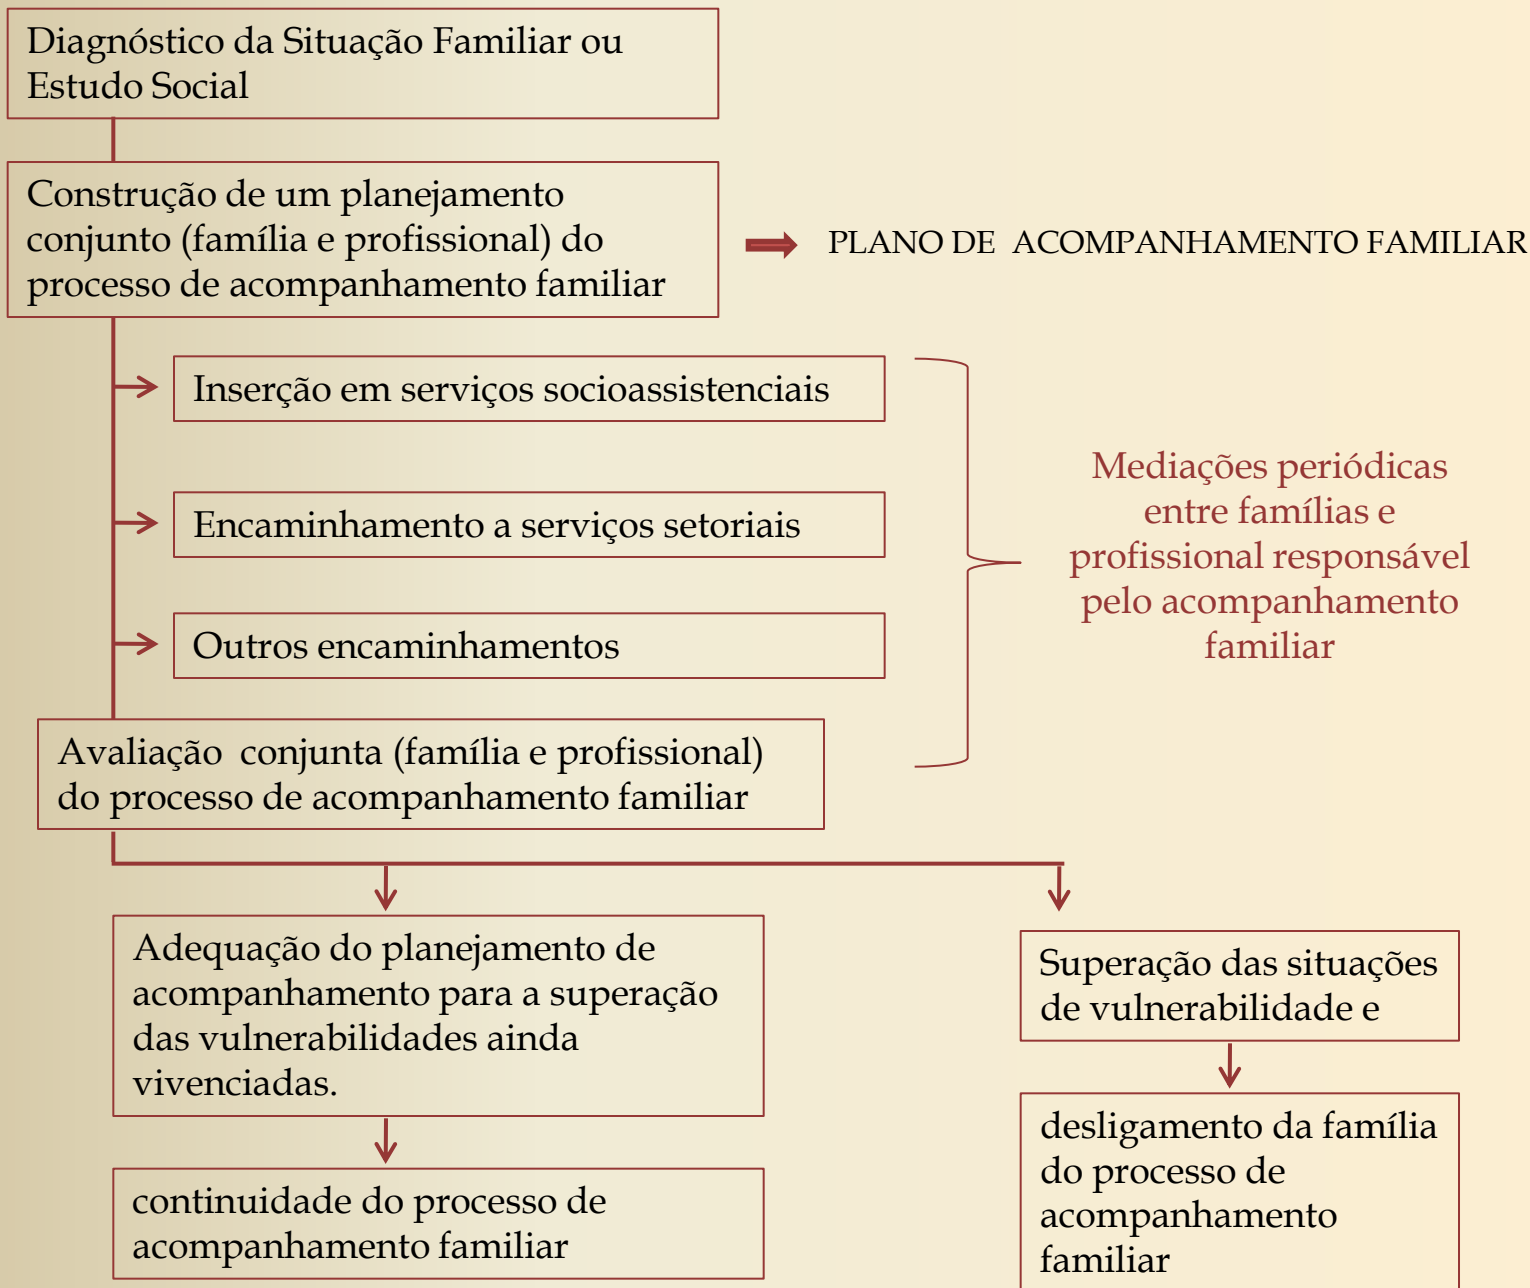 Diagnóstico da Situação Familiar ou
Estudo Social
Construção de um planejamento
conjunto (família e profissional) do
processo de acompanhamento familiar
PLANO DE ACOMPANHAMENTO FAMILIAR
Inserção em serviços socioassistenciais
Encaminhamento a serviços setoriais
Outros encaminhamentos
Mediações periódicas
entre famílias e
profissional responsável
pelo acompanhamento
familiar
Avaliação conjunta (família e profissional)
do processo de acompanhamento familiar
Adequação do planejamento de
acompanhamento para a superação
das vulnerabilidades ainda
vivenciadas.
continuidade do processo de
acompanhamento familiar
Superação das situações
de vulnerabilidade e
desligamento da família
do processo de
acompanhamento
familiar